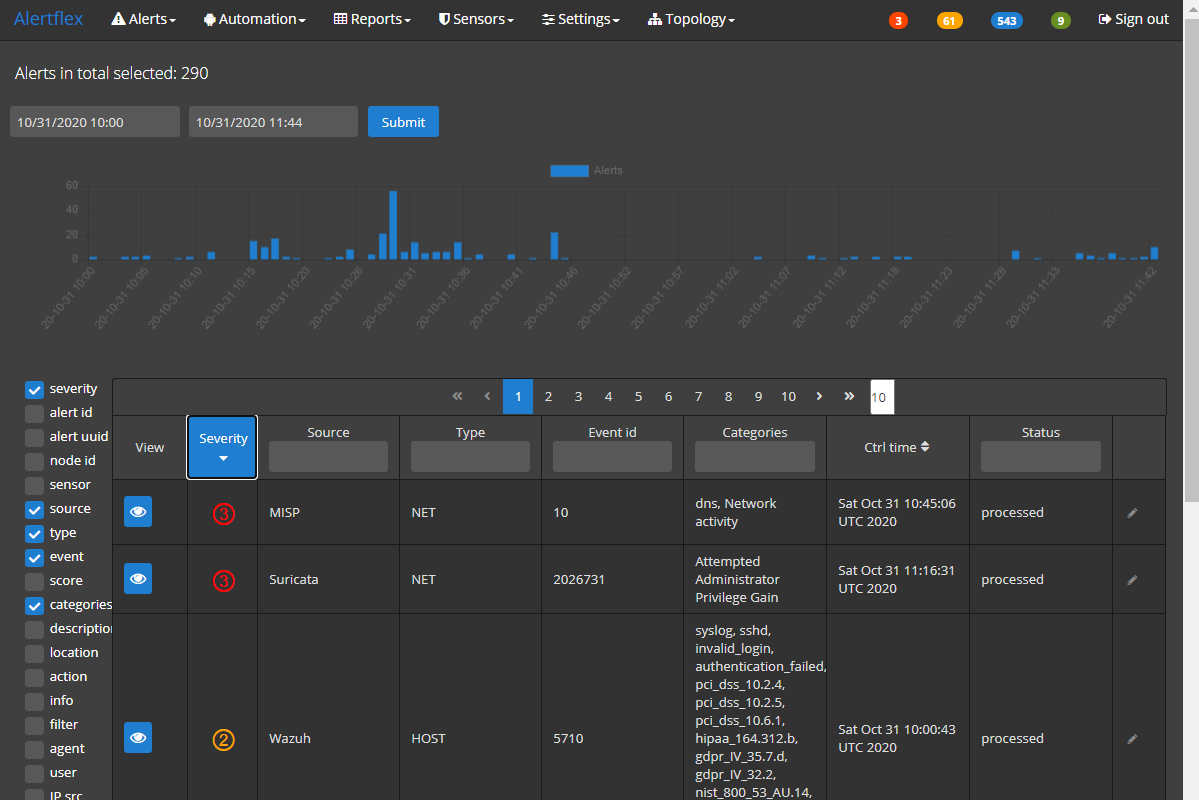 Alertflex Alerts Automation Reports Sensors Settings Topology 3 61 543 9 Sign out
Alerts in total selected: 290
10/31/2020 10:00 10/31/2020 11:44 Submit
Alerts
60
40
20
0
20-10-31 10:00 20-10-31 10:05 20-10-31 10:10 20-10-31 10:15 20-10-31 10:20 20-10-31 10:26 20-10-31 10:31 20-10-31 10:36 20-10-31 10:41 20-10-31 10:46 20-10-31 10:52 20-10-31 10:57 20-10-31 11:02 20-10-31 11:07 20-10-31 11:12 20-10-31 11:18 20-10-31 11:23 20-10-31 11:28 20-10-31 11:33 20-10-31 11:42
severity
alert id
alert uuid
node id
sensor
source
type
event
score
categories
description
location
action
info
filter
agent
user
IP src
« ‹ 1 2 3 4 5 6 7 8 9 10 › » 10
View Severity Source Type Event id Categories Ctrl time Status
3 MISP NET 10 dns, Network
activity
Sat Oct 31 10:45:06
UTC 2020
processed
3 Suricata NET 2026731 Attempted
Administrator
Privilege Gain
Sat Oct 31 11:16:31
UTC 2020
processed
2 Wazuh HOST 5710
syslog, sshd,
invalid_login,
authentication_failed,
pci_dss_10.2.4,
pci_dss_10.2.5,
pci_dss_10.6.1,
hipaa_164.312.b,
gdpr_IV_35.7.d,
gdpr_IV_32.2,
nist_800_53_AU.14,
Sat Oct 31 10:00:43
UTC 2020
processed